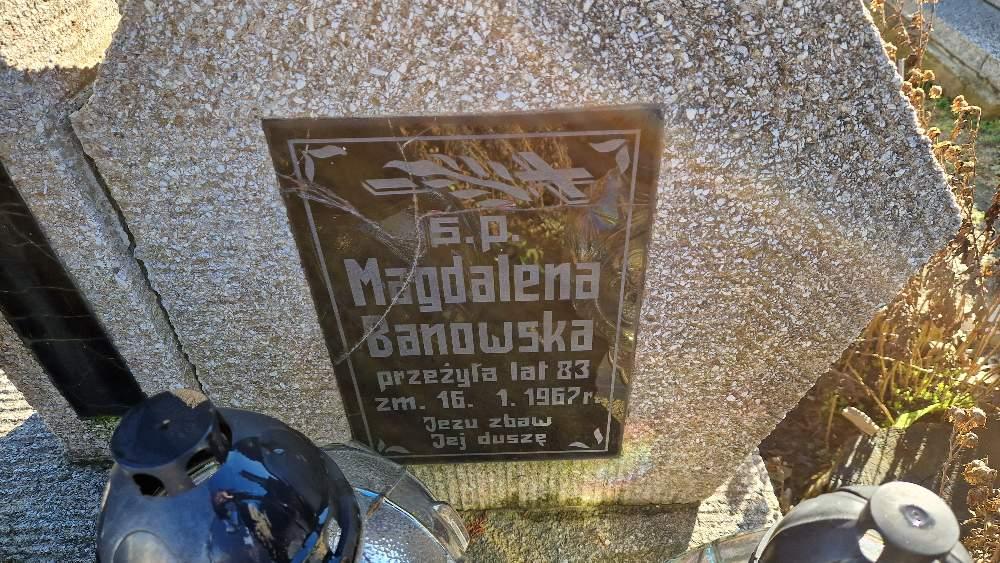 ś.p.
Magdalena
Banowska
przeżyła lat 83
zm. 16. 1. 1967r.
Jezu zbaw
Jej duszę